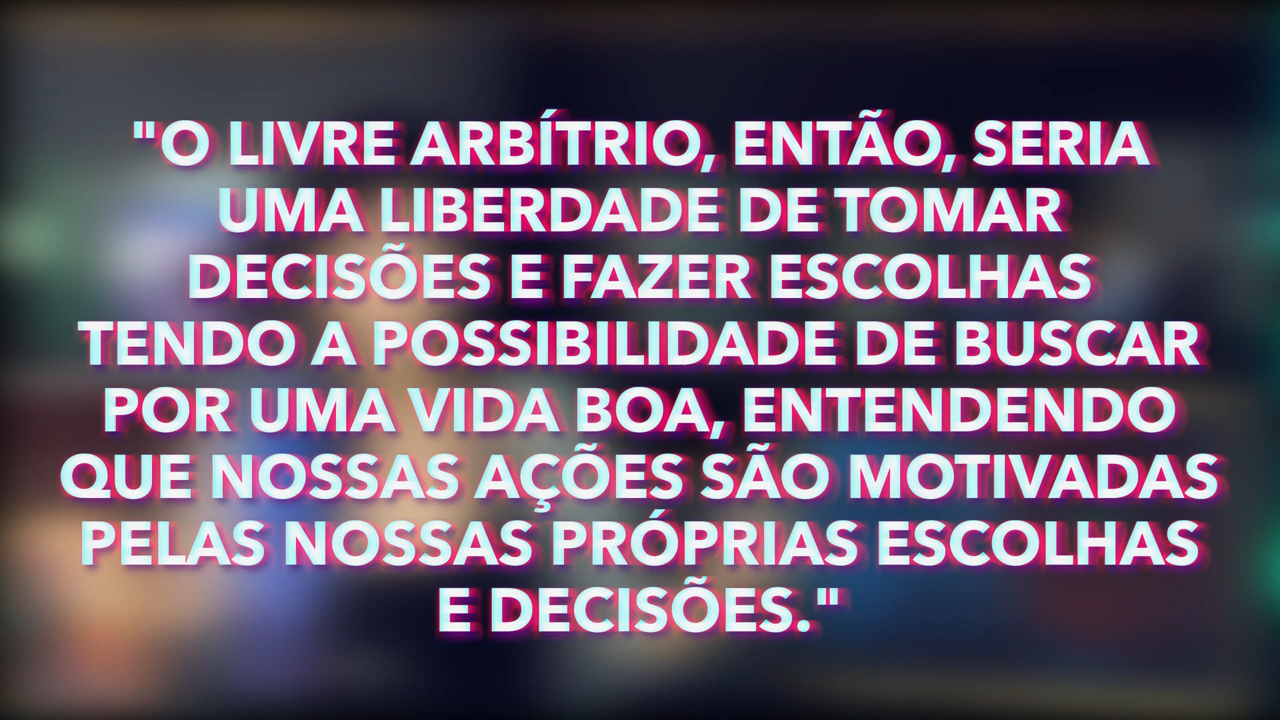 "O LIVRE ARBÍTRIO, ENTÃO, SERIA
UMA LIBERDADE DE TOMAR
DECISÕES E FAZER ESCOLHAS
TENDO A POSSIBILIDADE DE BUSCAR
POR UMA VIDA BOA, ENTENDENDO
QUE NOSSAS AÇÕES SÃO MOTIVADAS
PELAS NOSSAS PRÓPRIAS ESCOLHAS
E DECISÕES."